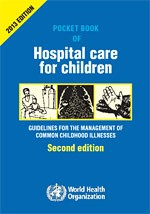 2013 EDITION
POCKET BOOK
OF
Hospital care
for children
GUIDELINES FOR THE MANAGEMENT OF
COMMON CHILDHOOD ILLNESSES
Second edition
World Health
Organization